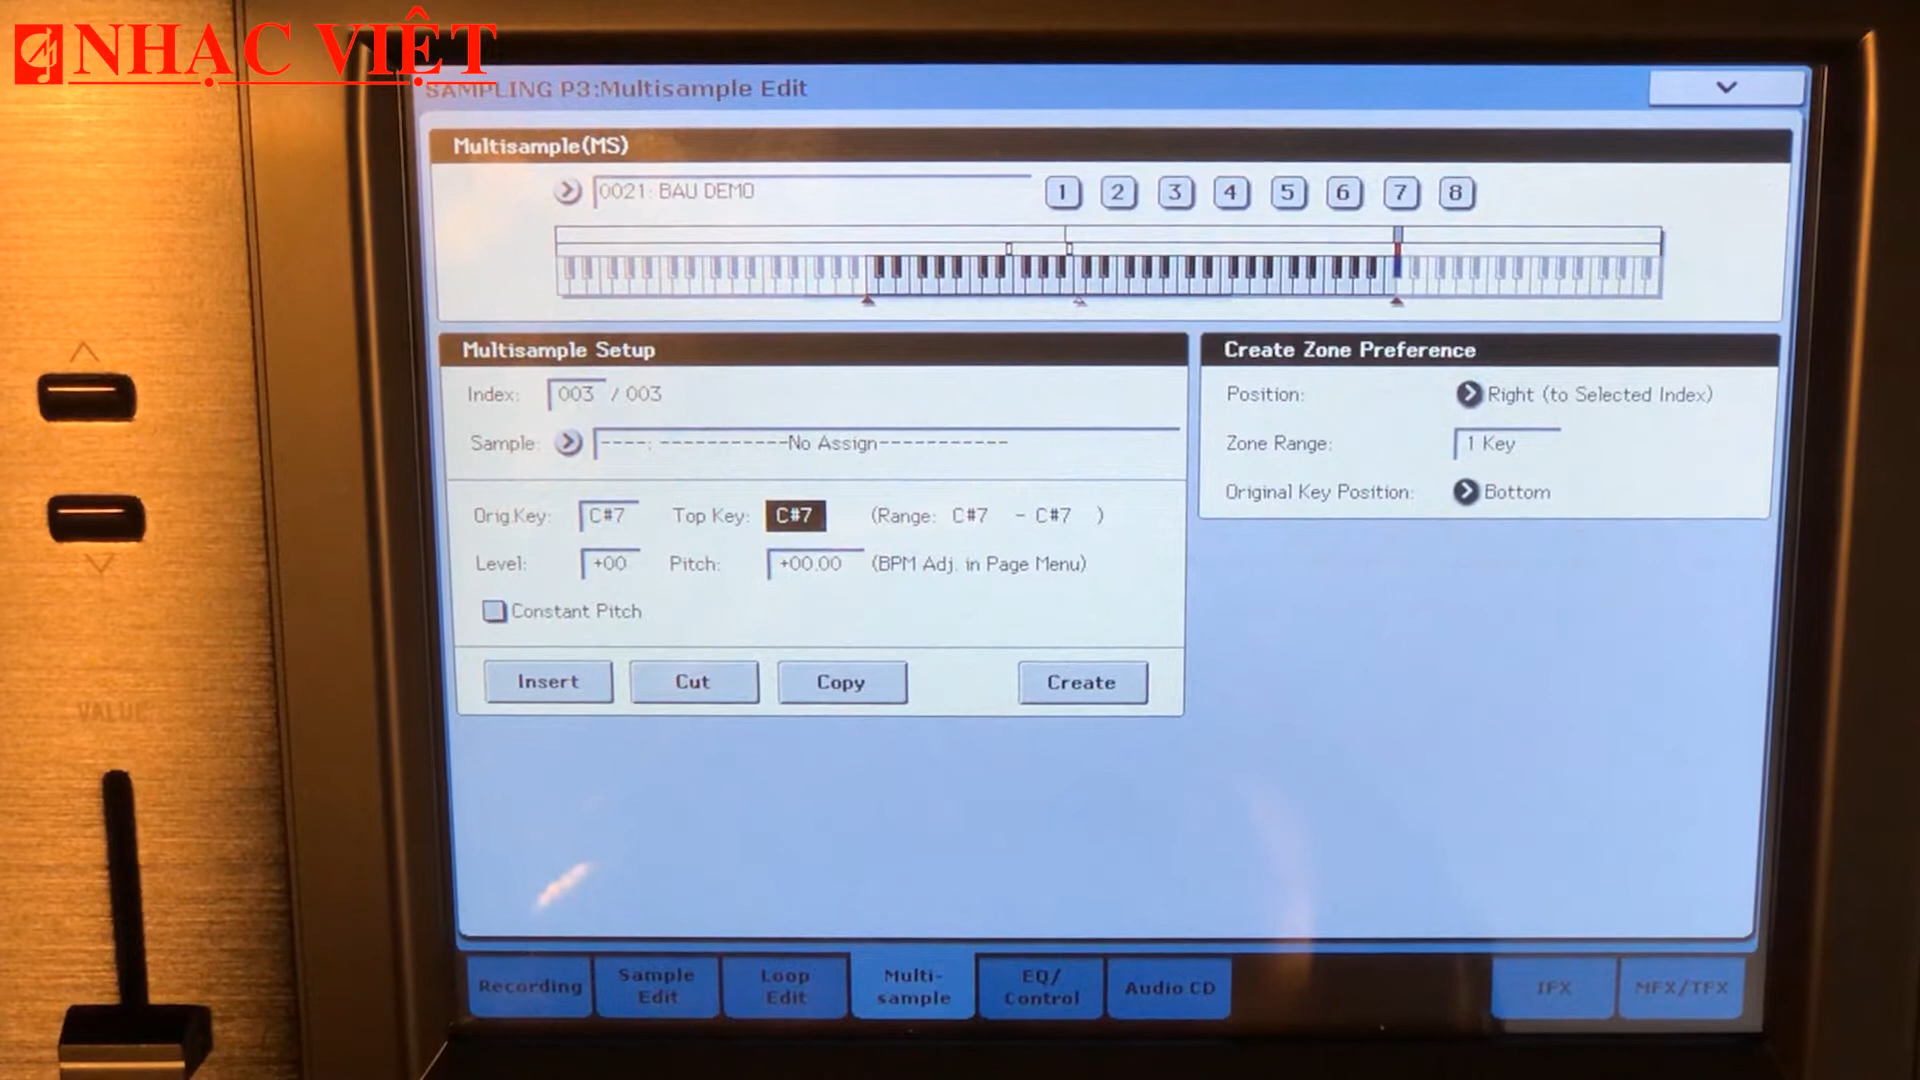 NHẠC VIỆT
SAMPLING P3:Multisample Edit
Multisample(MS)
0021: BAU DEMO 1 2 3 4 5 6 7 8
Multisample Setup
Index: 003 / 003
Sample: ----: -----------No Assign-----------
Orig.Key: C#7 Top Key: C#7 (Range: C#7 - C#7 )
Level: +00 Pitch: +00.00 (BPM Adj. in Page Menu)
Constant Pitch
Insert Cut Copy Create
Create Zone Preference
Position: Right (to Selected Index)
Zone Range: 1 Key
Original Key Position: Bottom
VALUE
Recording
Sample
Edit
Loop
Edit
Multi-
sample
EQ/
Control
Audio CD
IFX
MFX/TFX